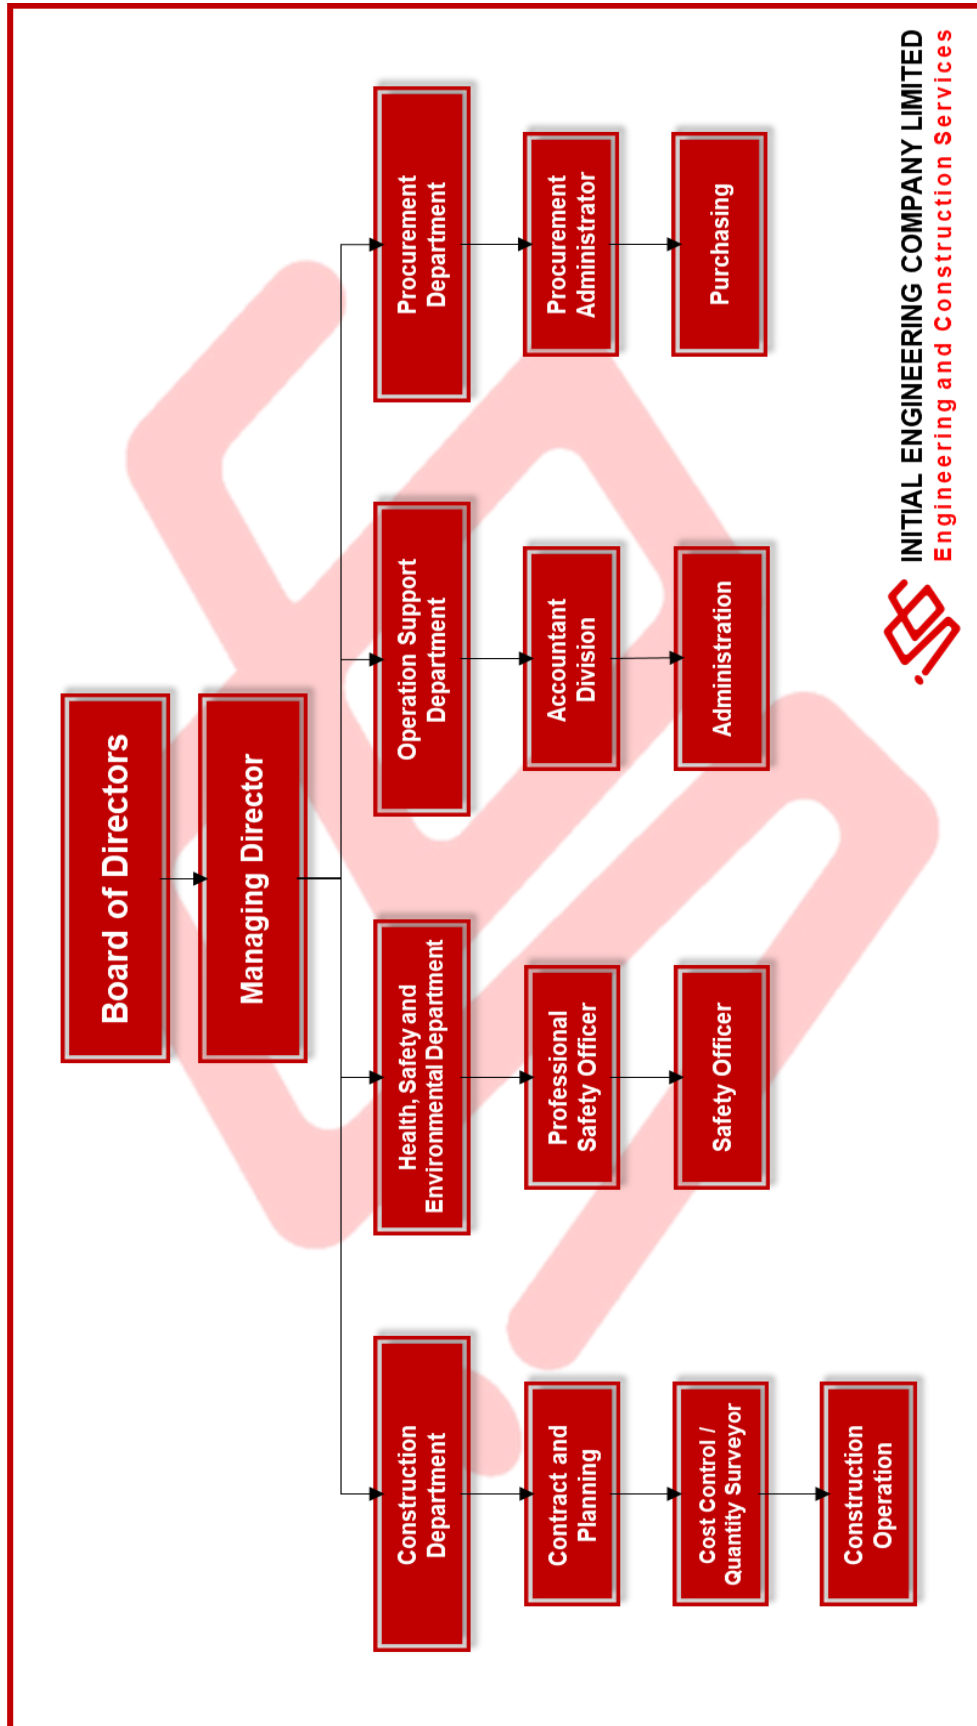 Board of Directors
Managing Director
Construction
Department
Health, Safety and
Environmental Department
Operation Support
Department
Procurement
Department
Contract and
Planning
Professional
Safety Officer
Accountant
Division
Procurement
Administrator
Cost Control /
Quantity Surveyor
Safety Officer
Administration
Purchasing
Construction
Operation
INITIAL ENGINEERING COMPANY LIMITED
Engineering and Construction Services